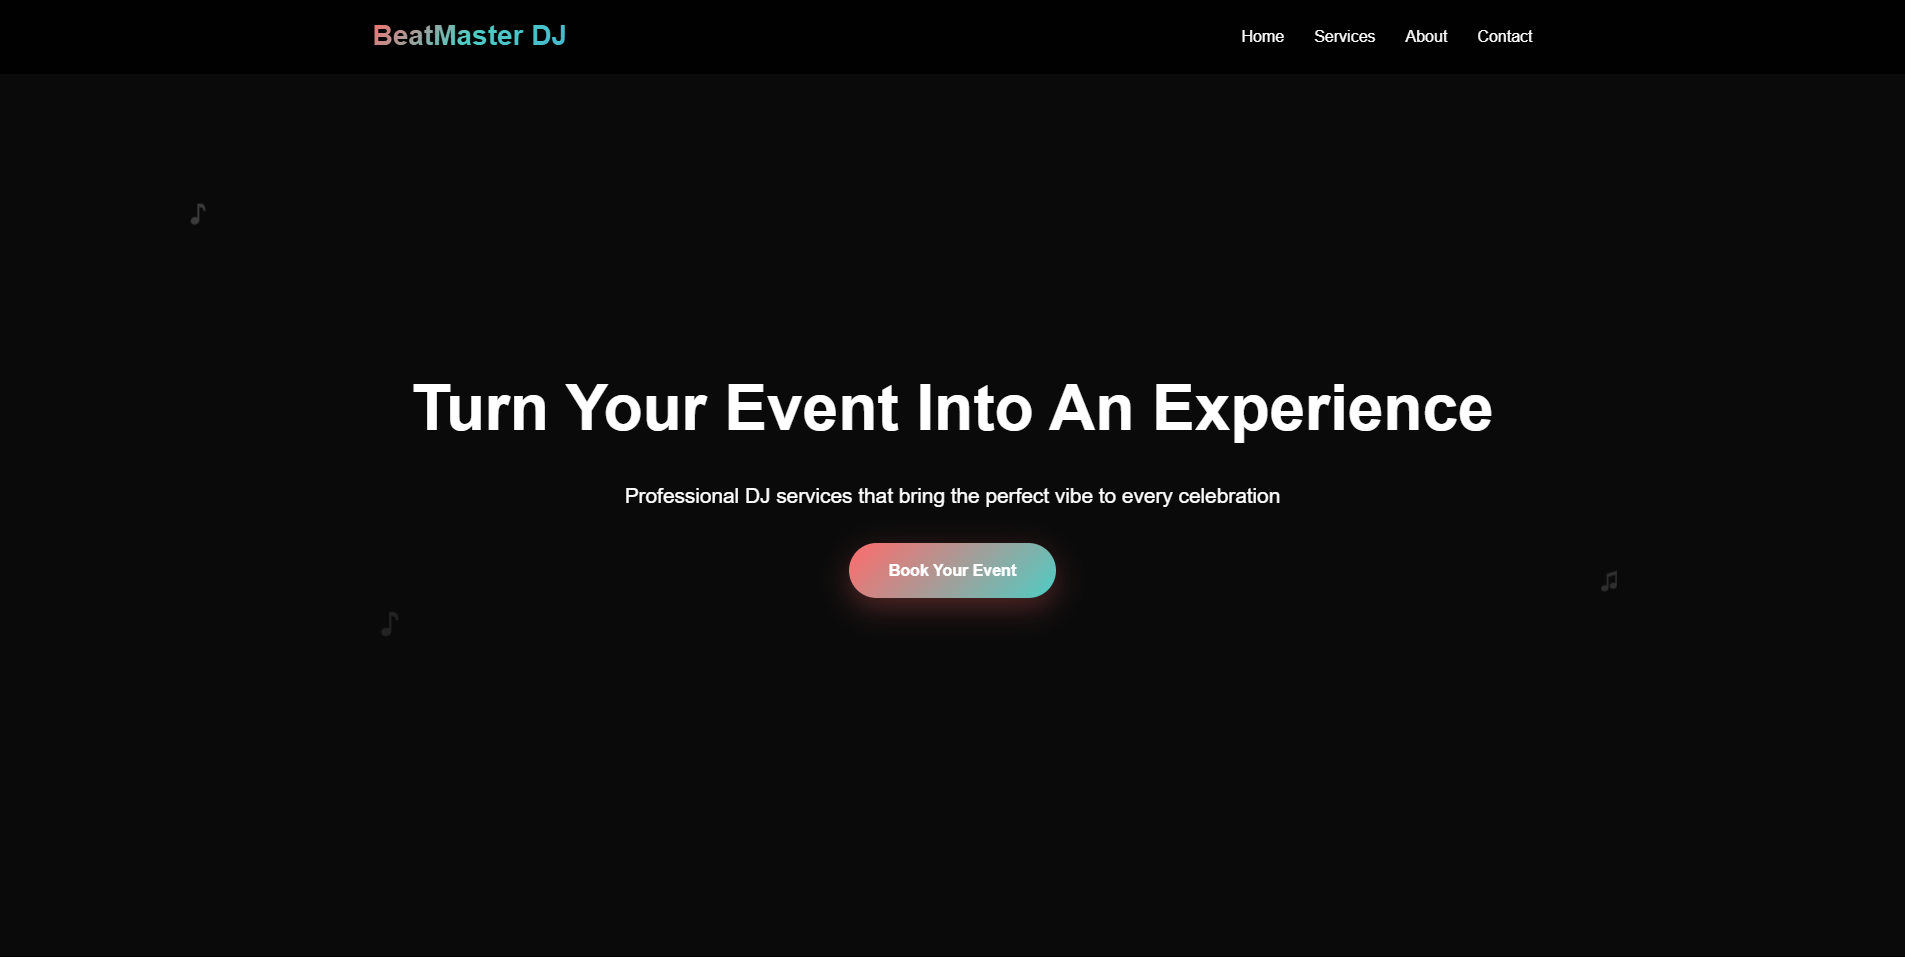 BeatMaster DJ
Home Services About Contact
Turn Your Event Into An Experience
Professional DJ services that bring the perfect vibe to every celebration
Book Your Event